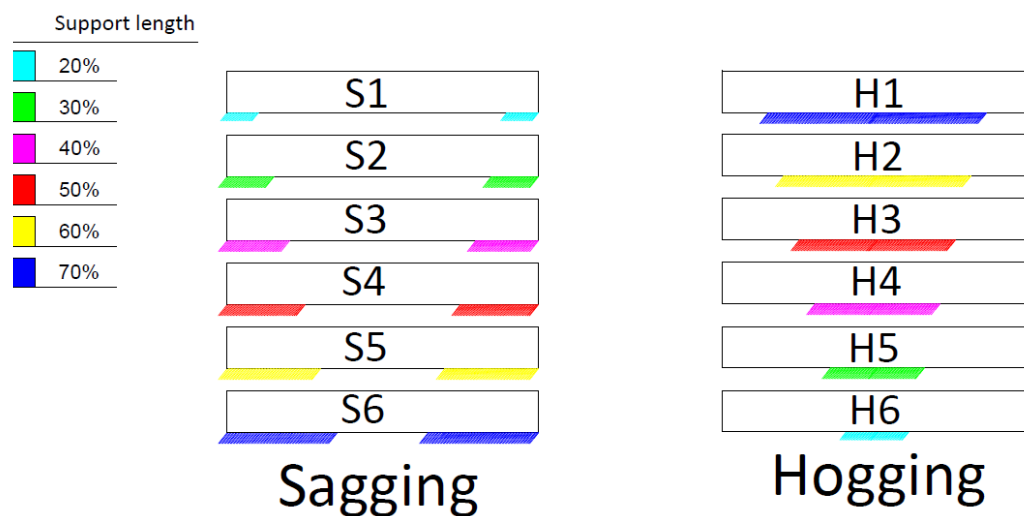 Support length
20%
30%
40%
50%
60%
70%
S1
S2
S3
S4
S5
S6
Sagging
H1
H2
H3
H4
H5
H6
Hogging